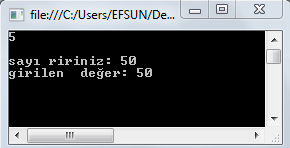 file:///C:/Users/EFSUN/De...
5
sayı ririniz: 50
girilen  değer: 50